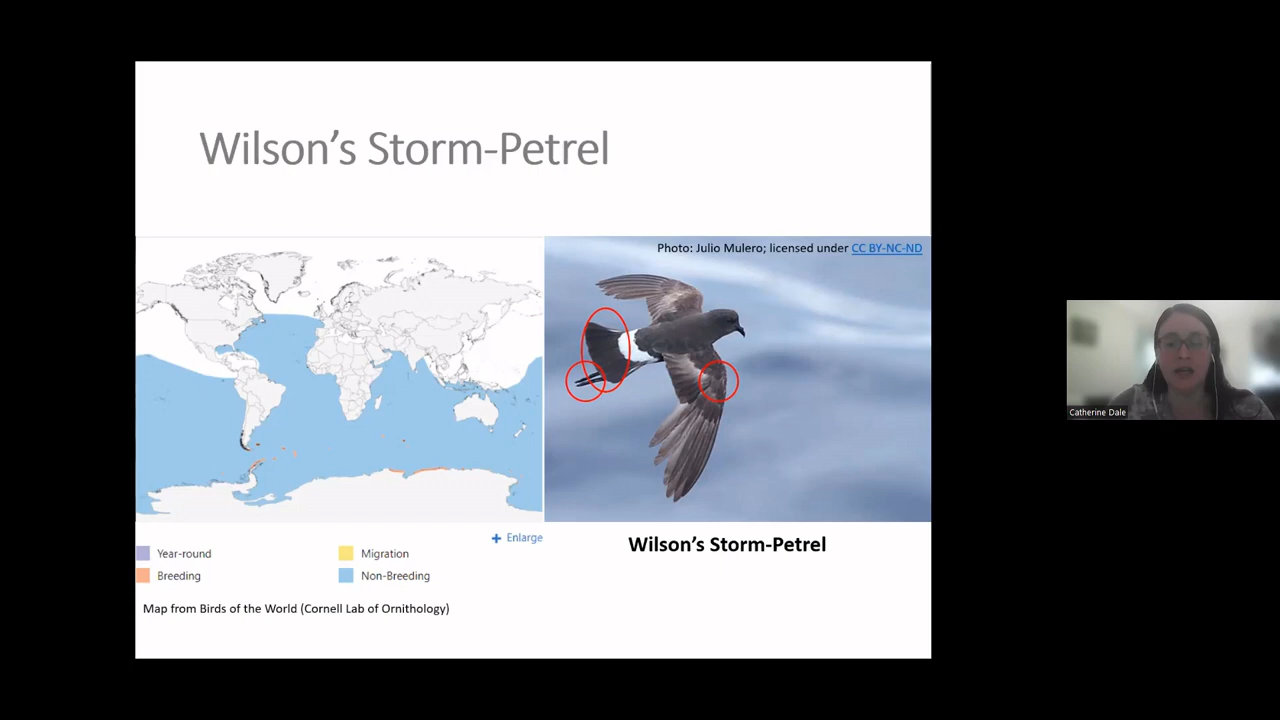 Wilson's Storm-Petrel
Photo: Julio Mulero; licensed under CC BY-NC-ND
Enlarge
Wilson's Storm-Petrel
Year-round
Migration
Breeding
Non-Breeding
Map from Birds of the World (Cornell Lab of Ornithology)
Catherine Dale